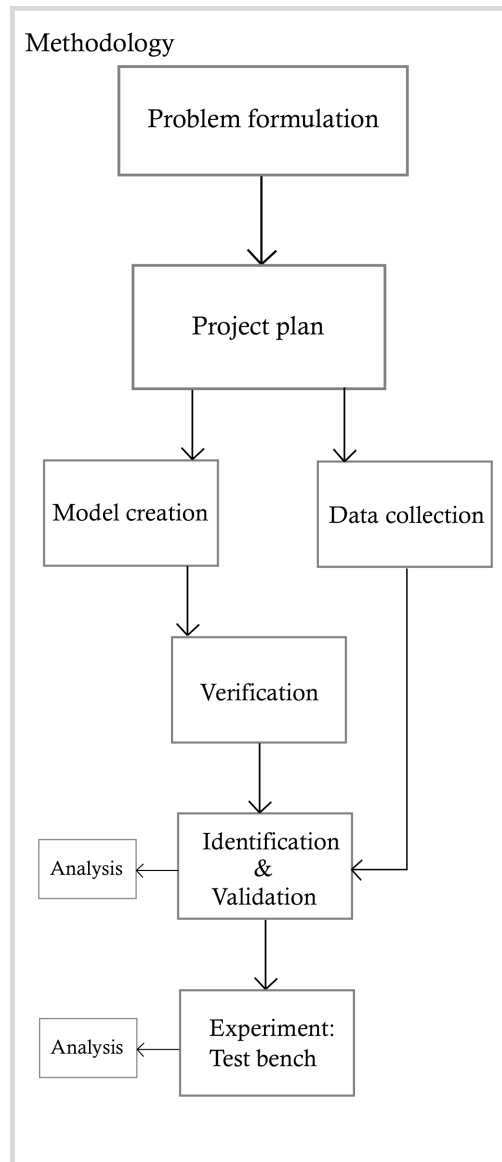 Methodology
Problem formulation
Project plan
Model creation
Data collection
Verification
Identification
&
Validation
Analysis
Experiment:
Test bench
Analysis